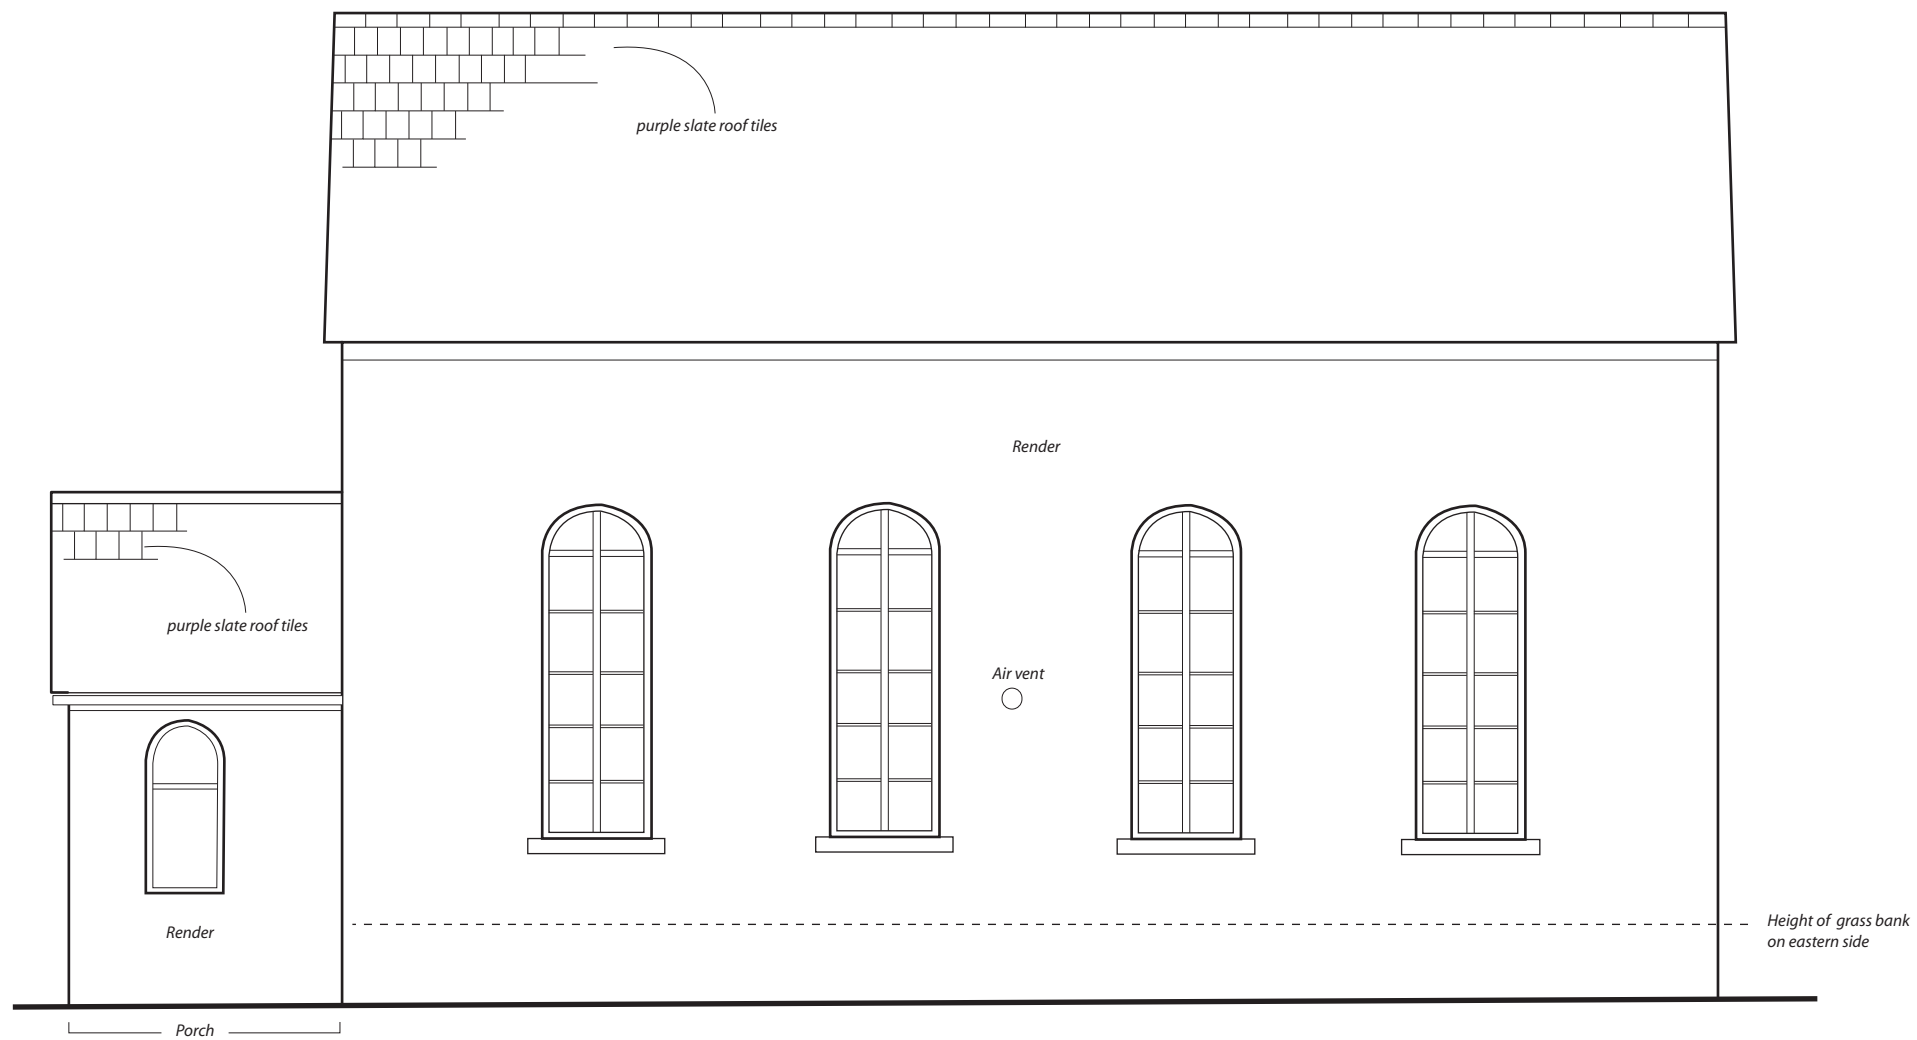 purple slate roof tiles
Render
purple slate roof tiles
Air vent
Height of grass bank
on eastern side
Render
Porch